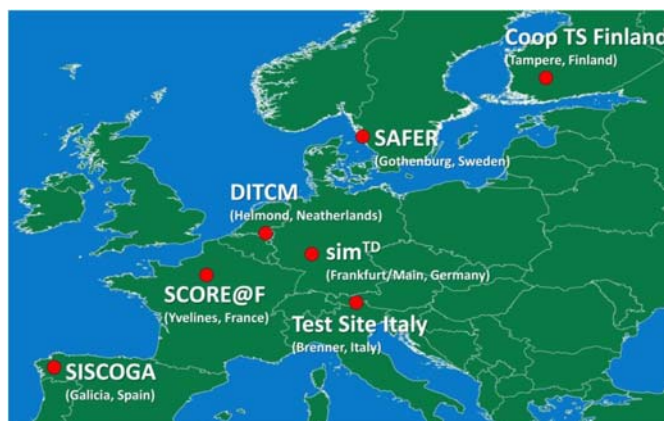 Coop TS Finland
(Tampere, Finland)
SAFER
(Gothenburg, Sweden)
DITCM
(Helmond, Neatherlands)
simTD
(Frankfurt/Main, Germany)
SCORE@F
(Yvelines, France)
Test Site Italy
(Brenner, Italy)
SISCOGA
(Galicia, Spain)